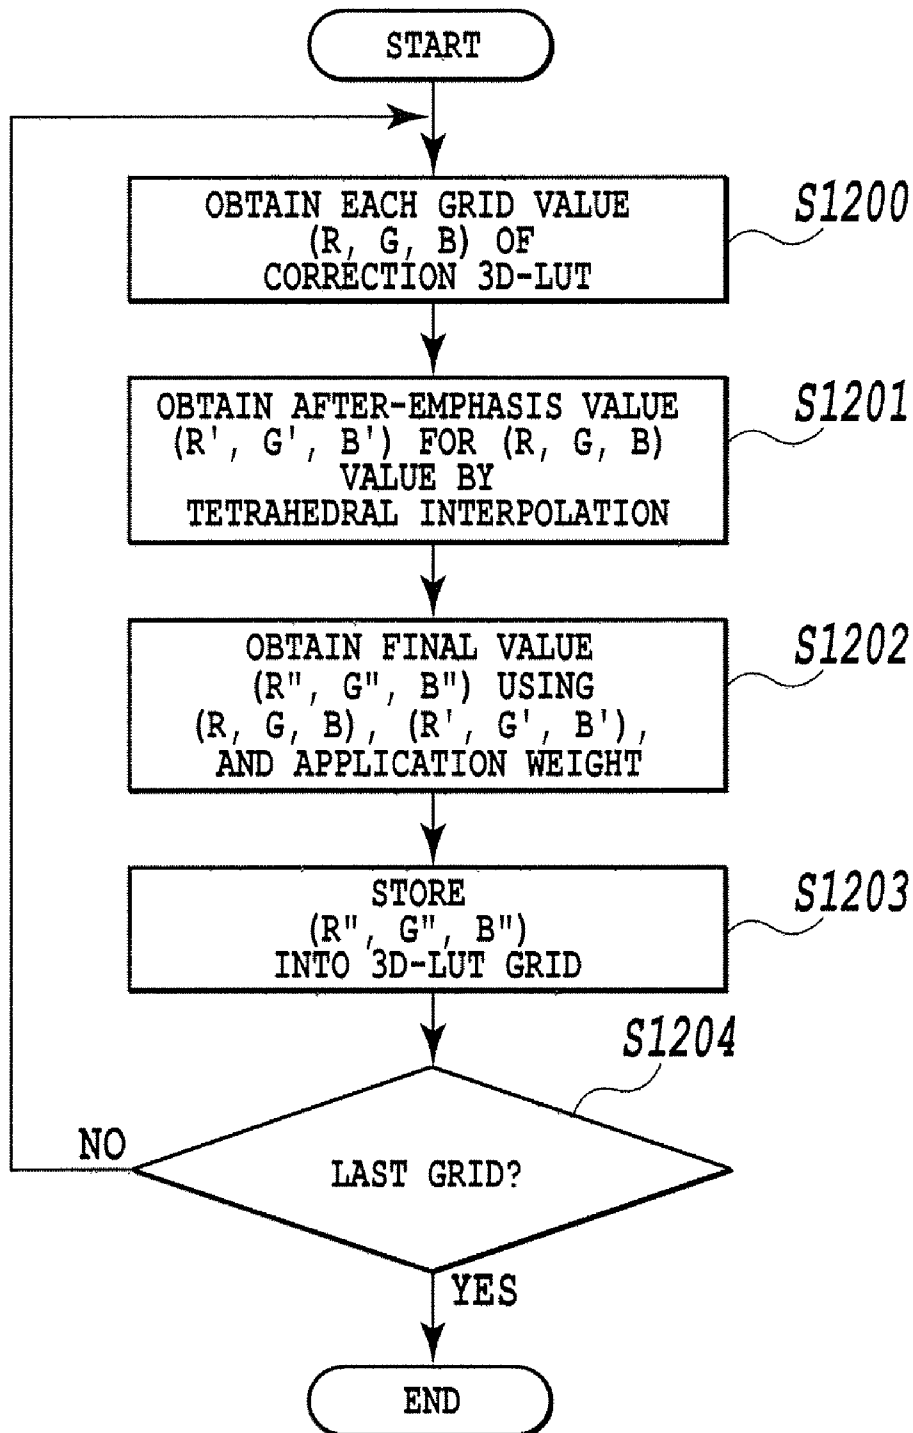 START
OBTAIN EACH GRID VALUE
(R, G, B) OF
CORRECTION 3D-LUT
S1200
OBTAIN AFTER-EMPHASIS VALUE
(R', G', B') FOR (R, G, B)
VALUE BY
TETRAHEDRAL INTERPOLATION
S1201
OBTAIN FINAL VALUE
(R", G", B") USING
(R, G, B), (R', G', B'),
AND APPLICATION WEIGHT
S1202
STORE
(R", G", B")
INTO 3D-LUT GRID
S1203
S1204
LAST GRID?
NO
YES
END